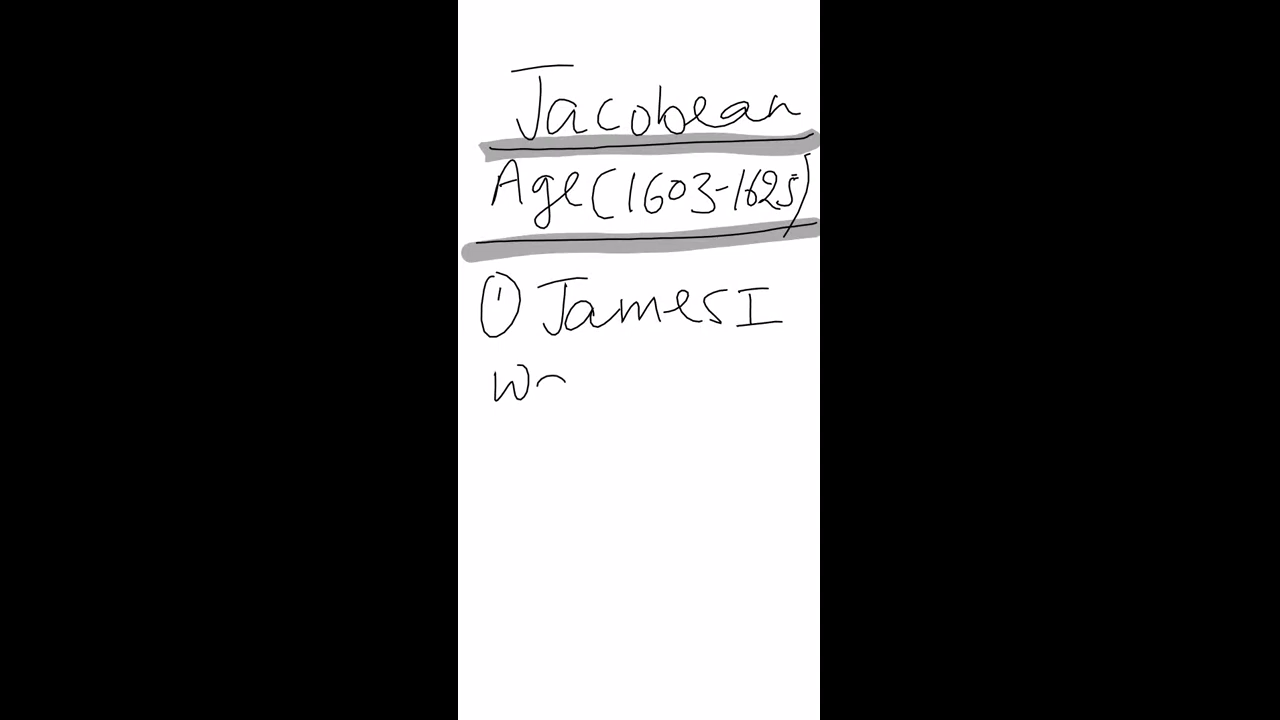 Jacobean
Age (1603-1625)
① James I